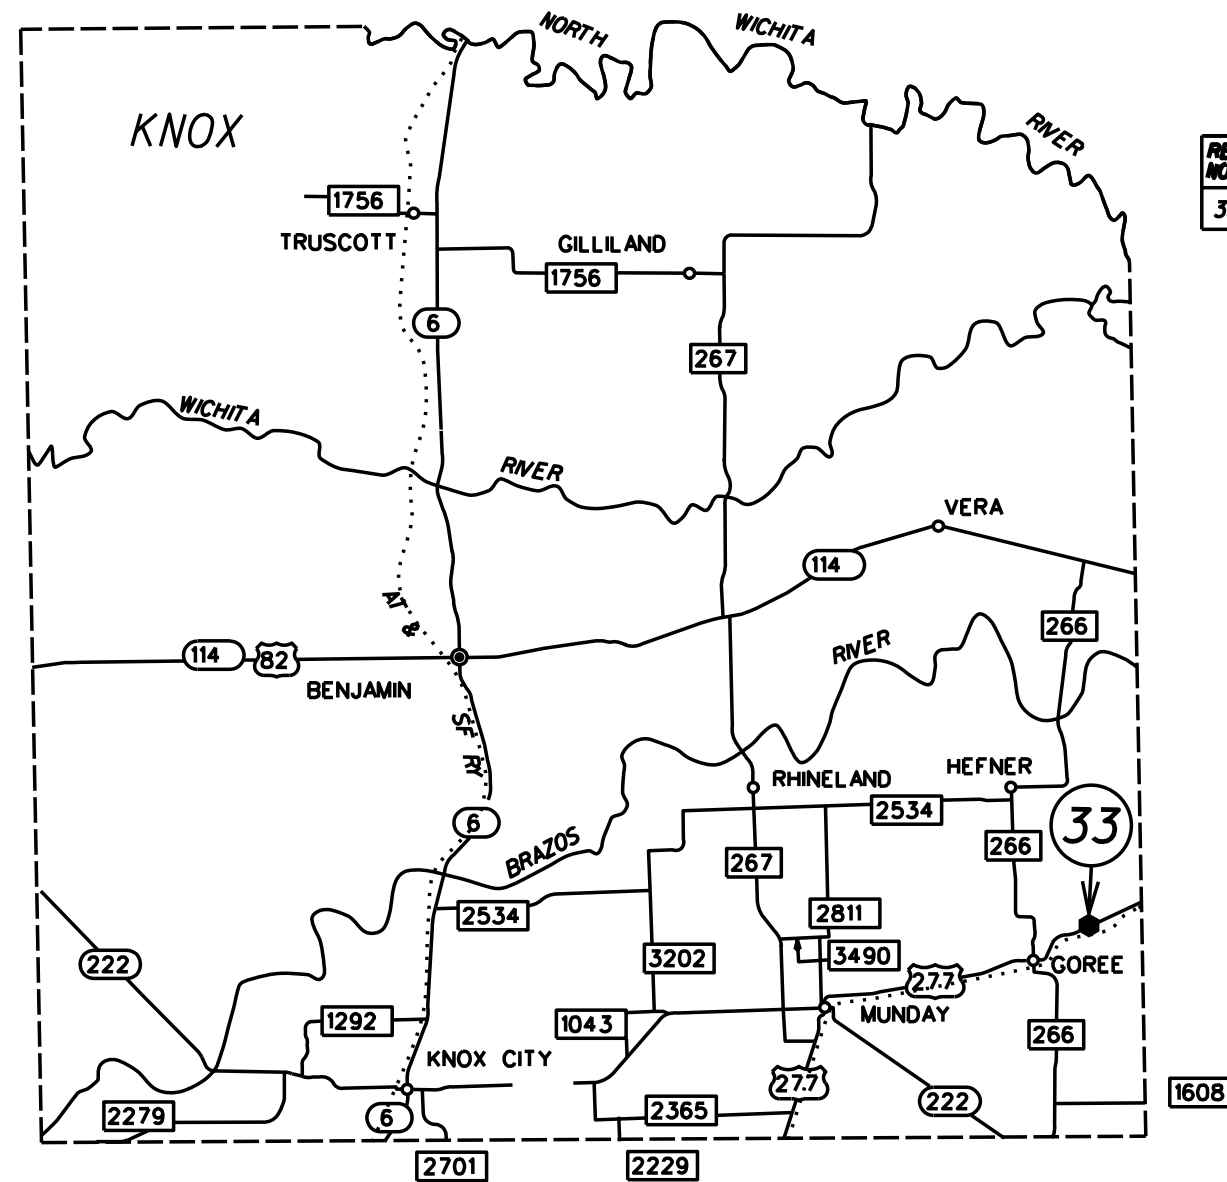 NORTH
WICHITA
KNOX
RIVER
NO
3
1756
TRUSCOTT
GILLILAND
1756
6
267
WICHITA
RIVER
VERA
114
AT &
266
114
82
RIVER
BENJAMIN
SF RY
RHINELAND
HEFNER
2534
33
6
BRAZOS
267
266
2534
2811
3202
3490
222
GOREE
277
1292
1043
MUNDAY
266
KNOX CITY
277
1608
2279
6
2365
222
2701
2229